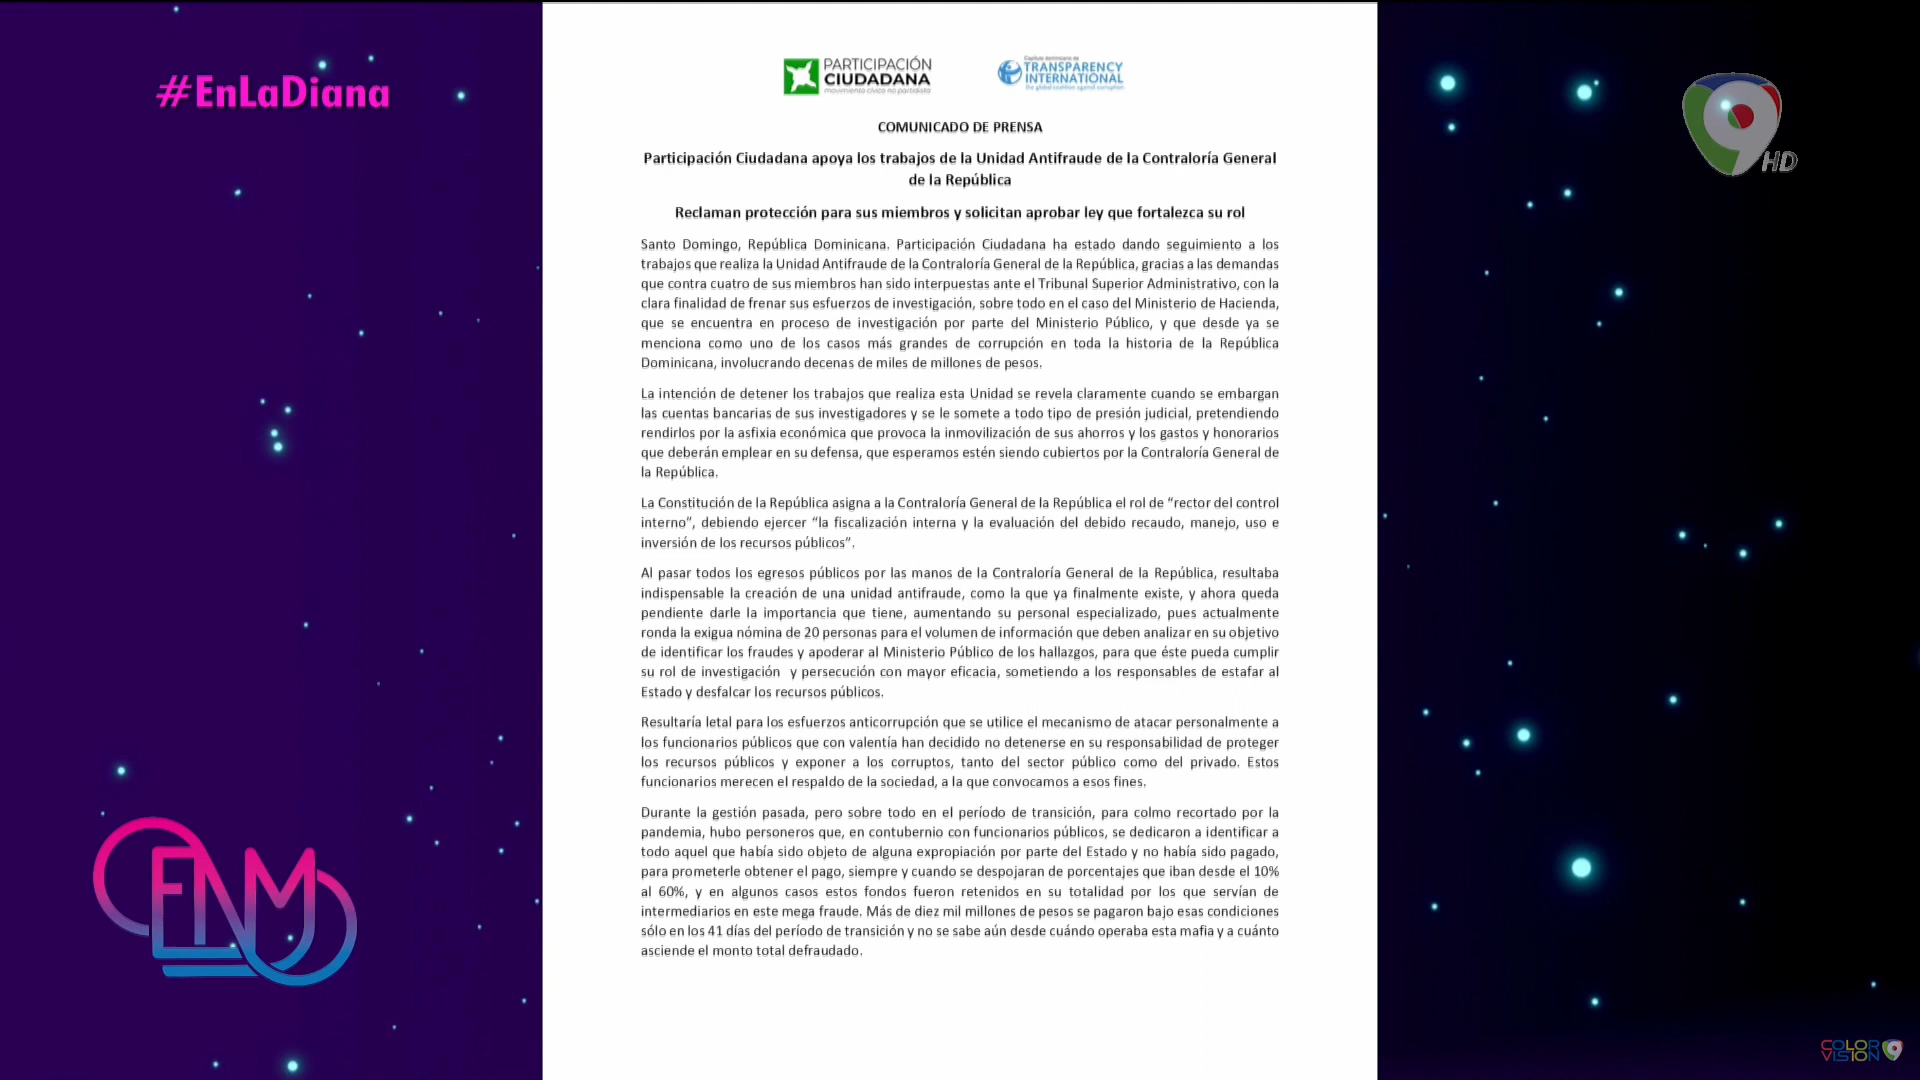 #EnLaDiana
PARTICIPACIÓN
CIUDADANA
movimiento cívico no partidista
Capítulo dominicano de
TRANSPARENCY
INTERNATIONAL
the global coalition against corruption
HD
COMUNICADO DE PRENSA
Participación Ciudadana apoya los trabajos de la Unidad Antifraude de la Contraloría General
de la República
Reclaman protección para sus miembros y solicitan aprobar ley que fortalezca su rol
Santo Domingo, República Dominicana. Participación Ciudadana ha estado dando seguimiento a los
trabajos que realiza la Unidad Antifraude de la Contraloría General de la República, gracias a las demandas
que contra cuatro de sus miembros han sido interpuestas ante el Tribunal Superior Administrativo, con la
clara finalidad de frenar sus esfuerzos de investigación, sobre todo en el caso del Ministerio de Hacienda,
que se encuentra en proceso de investigación por parte del Ministerio Público, y que desde ya se
menciona como uno de los casos más grandes de corrupción en toda la historia de la República
Dominicana, involucrando decenas de miles de millones de pesos.
La intención de detener los trabajos que realiza esta Unidad se revela claramente cuando se embargan
las cuentas bancarias de sus investigadores y se le somete a todo tipo de presión judicial, pretendiendo
rendirlos por la asfixia económica que provoca la inmovilización de sus ahorros y los gastos y honorarios
que deberán emplear en su defensa, que esperamos estén siendo cubiertos por la Contraloría General de
la República.
La Constitución de la República asigna a la Contraloría General de la República el rol de “rector del control
interno”, debiendo ejercer “la fiscalización interna y la evaluación del debido recaudo, manejo, uso e
inversión de los recursos públicos”.
Al pasar todos los egresos públicos por las manos de la Contraloría General de la República, resultaba
indispensable la creación de una unidad antifraude, como la que ya finalmente existe, y ahora queda
pendiente darle la importancia que tiene, aumentando su personal especializado, pues actualmente
ronda la exigua nómina de 20 personas para el volumen de información que deben analizar en su objetivo
de identificar los fraudes y apoderar al Ministerio Público de los hallazgos, para que éste pueda cumplir
su rol de investigación y persecución con mayor eficacia, sometiendo a los responsables de estafar al
Estado y desfalcar los recursos públicos.
Resultaría letal para los esfuerzos anticorrupción que se utilice el mecanismo de atacar personalmente a
los funcionarios públicos que con valentía han decidido no detenerse en su responsabilidad de proteger
los recursos públicos y exponer a los corruptos, tanto del sector público como del privado. Estos
funcionarios merecen el respaldo de la sociedad, a la que convocamos a esos fines.
Durante la gestión pasada, pero sobre todo en el período de transición, para colmo recortado por la
pandemia, hubo personeros que, en contubernio con funcionarios públicos, se dedicaron a identificar a
todo aquel que había sido objeto de alguna expropiación por parte del Estado y no había sido pagado,
para prometerle obtener el pago, siempre y cuando se despojaran de porcentajes que iban desde el 10%
al 60%, y en algunos casos estos fondos fueron retenidos en su totalidad por los que servían de
intermediarios en este mega fraude. Más de diez mil millones de pesos se pagaron bajo esas condiciones
sólo en los 41 días del período de transición y no se sabe aún desde cuándo operaba esta mafia y a cuánto
asciende el monto total defraudado.
ENM
COLOR
VISION